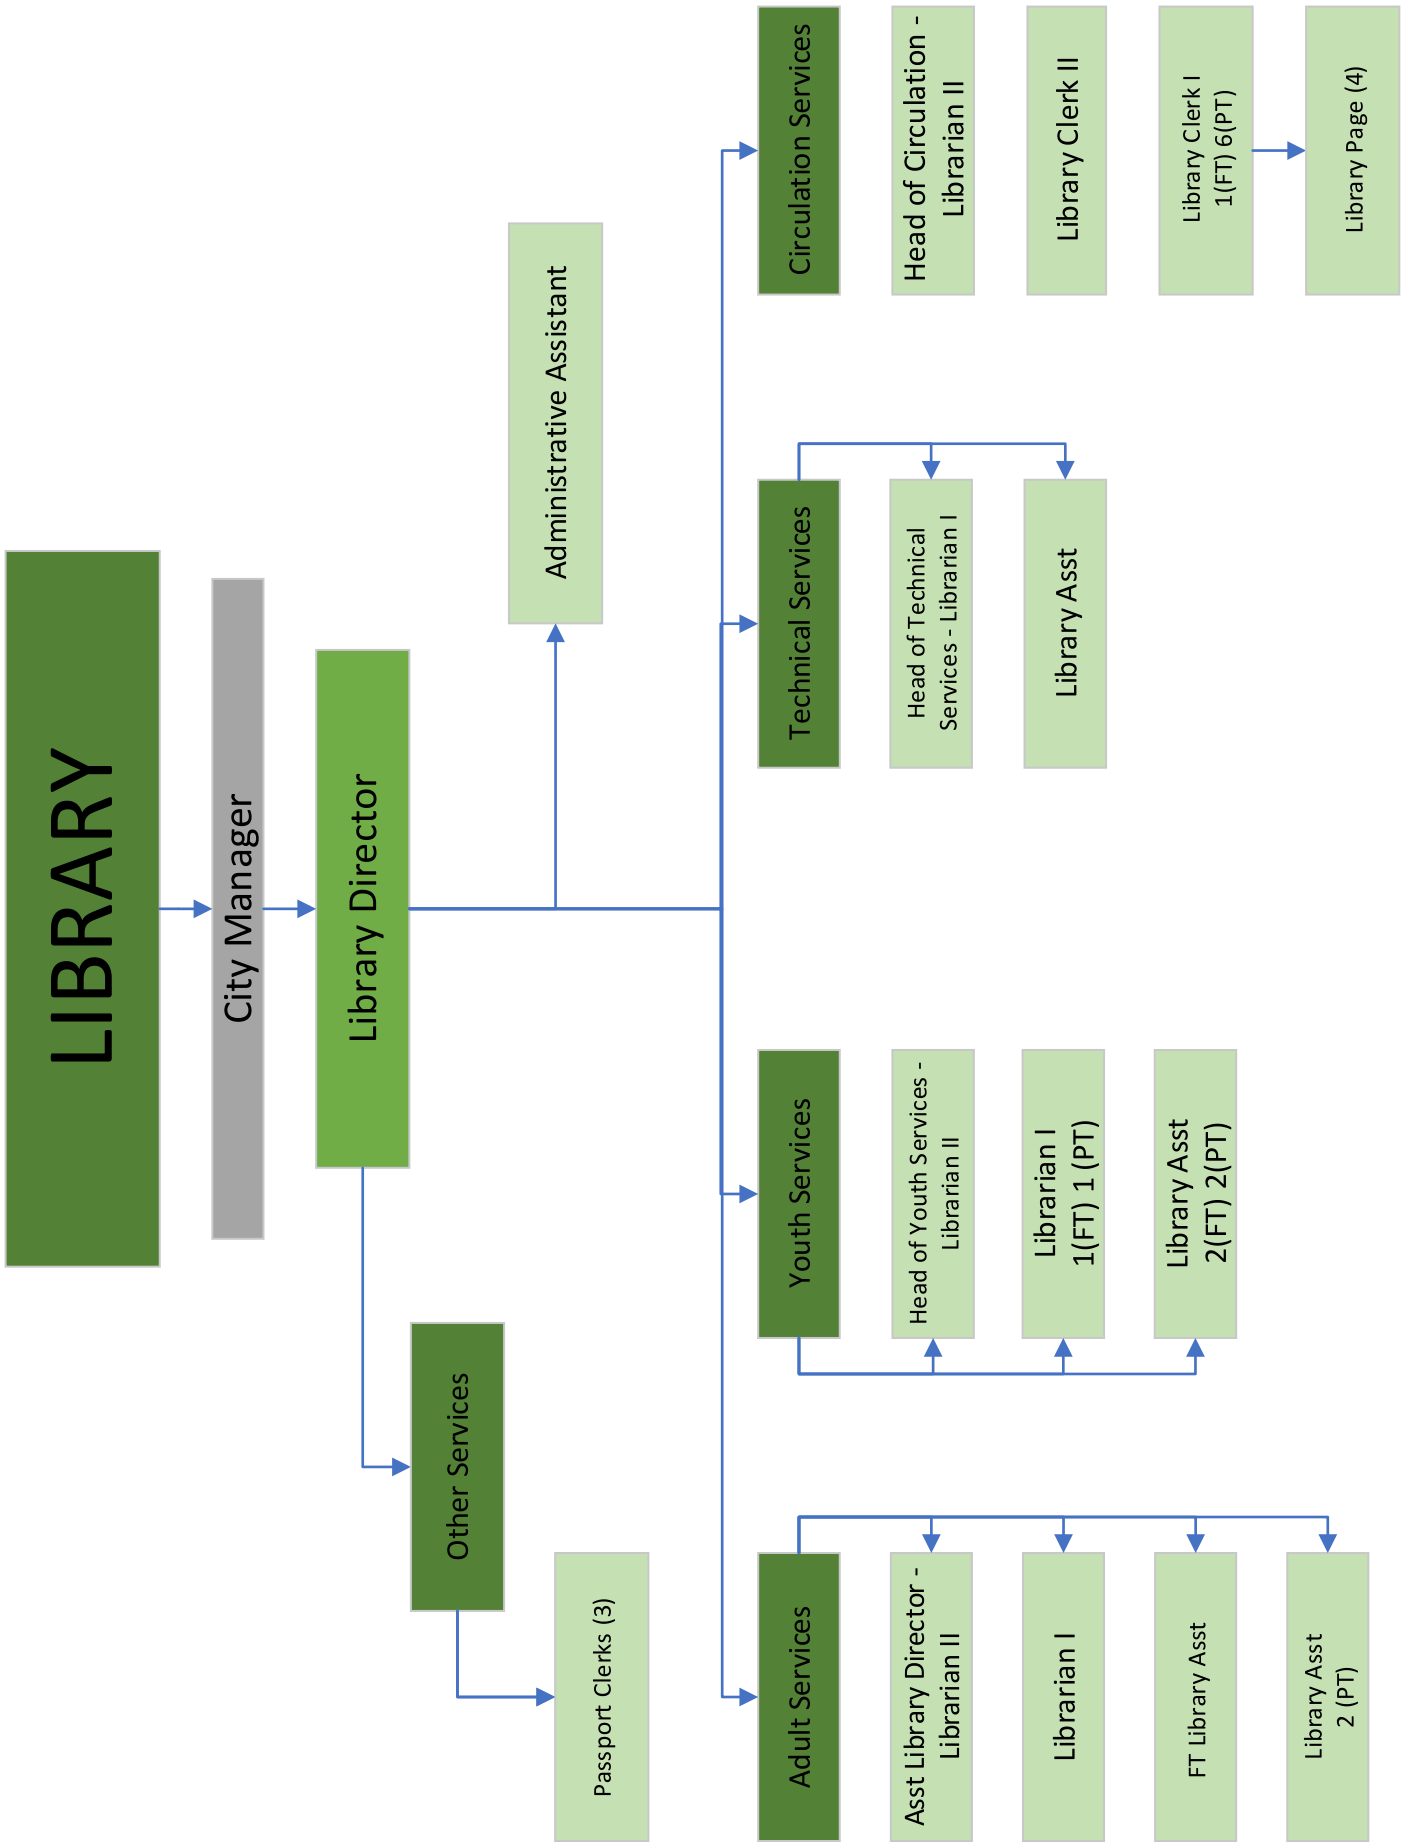 LIBRARY
City Manager
Library Director
Administrative Assistant
Other Services
Passport Clerks (3)
Adult Services
Asst Library Director -
Librarian II
Librarian I
FT Library Asst
Library Asst
2 (PT)
Youth Services
Head of Youth Services -
Librarian II
Librarian I
1(FT) 1 (PT)
Library Asst
2(FT) 2(PT)
Technical Services
Head of Technical
Services - Librarian I
Library Asst
Circulation Services
Head of Circulation -
Librarian II
Library Clerk II
Library Clerk I
1(FT) 6(PT)
Library Page (4)